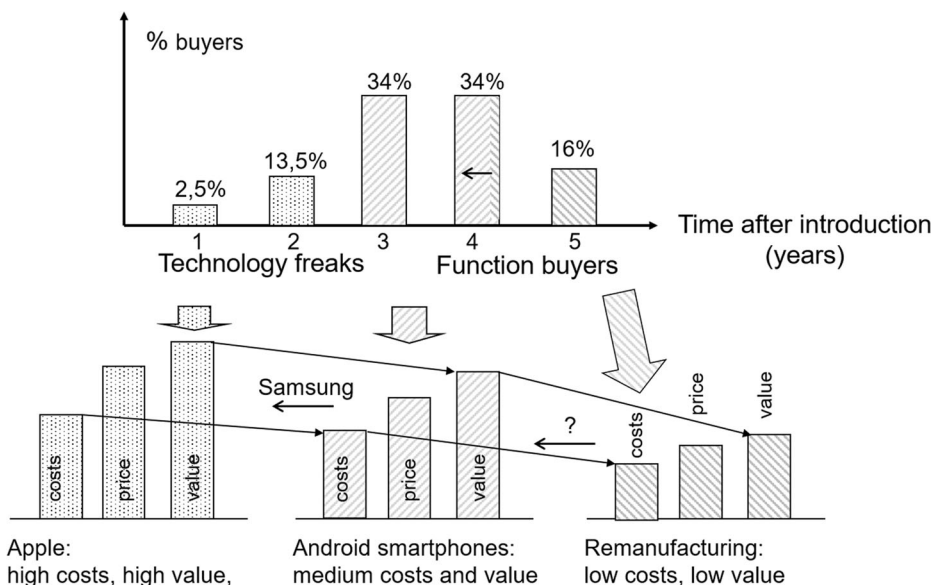 % buyers
34%
34%
16%
13,5%
2,5%
1
2
3
4
5
Time after introduction
(years)
Technology freaks
Function buyers
Samsung
?
costs
price
value
costs
price
value
costs
price
value
Apple:
high costs, high value,
Android smartphones:
medium costs and value
Remanufacturing:
low costs, low value